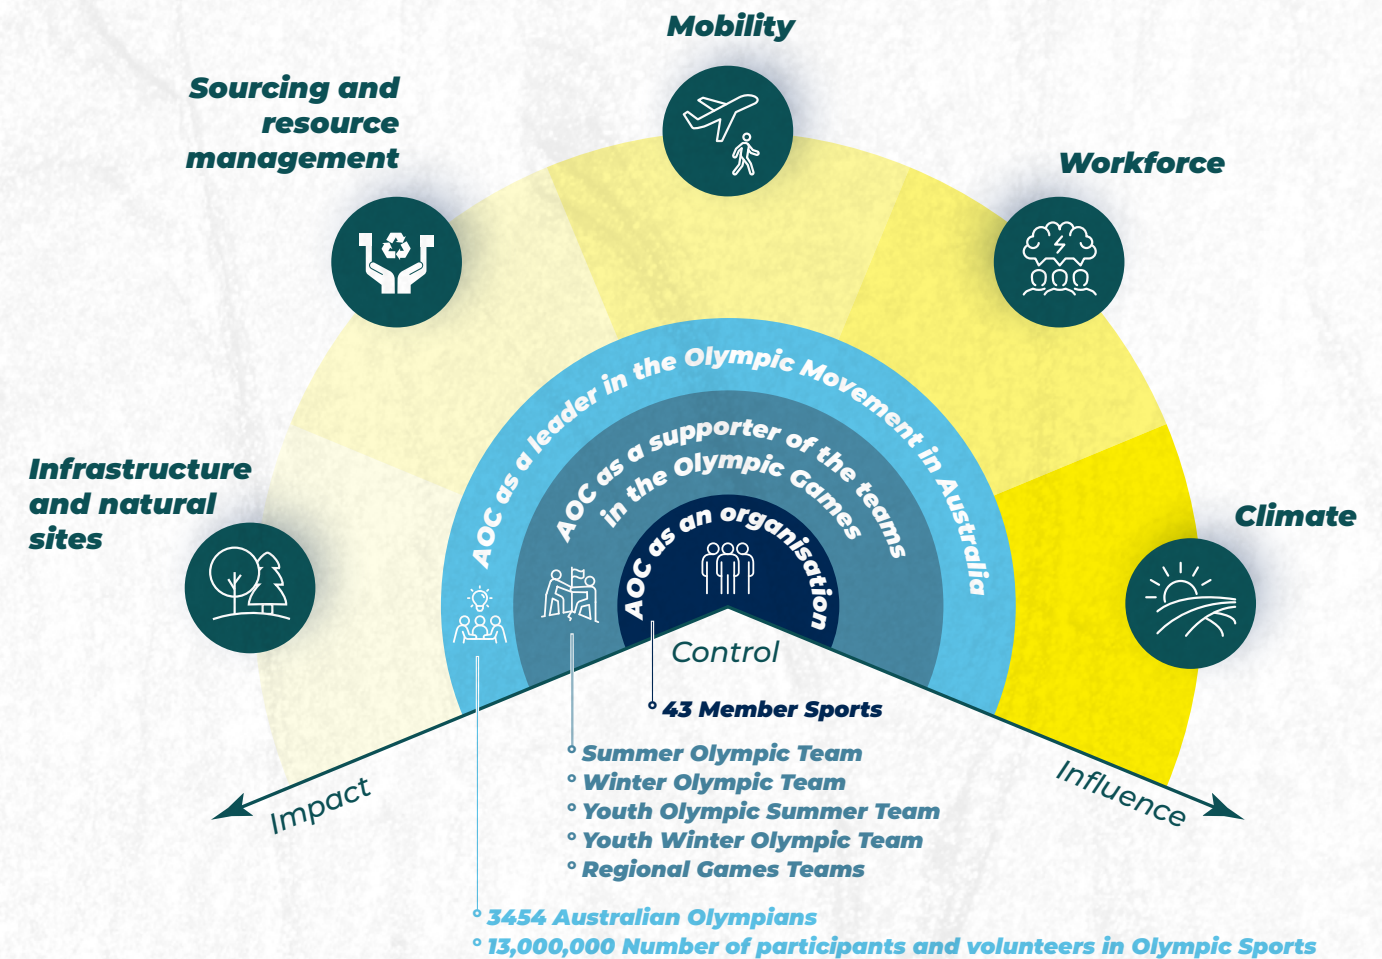 Mobility
Sourcing and
resource
management
Workforce
Infrastructure
and natural
sites
Climate
AOC as a leader in the Olympic Movement in Australia
AOC as a supporter of the teams
in the Olympic Games
AOC as an organisation
Control
Impact
Influence
° 43 Member Sports
° Summer Olympic Team
° Winter Olympic Team
° Youth Olympic Summer Team
° Youth Winter Olympic Team
° Regional Games Teams
° 3454 Australian Olympians
° 13,000,000 Number of participants and volunteers in Olympic Sports